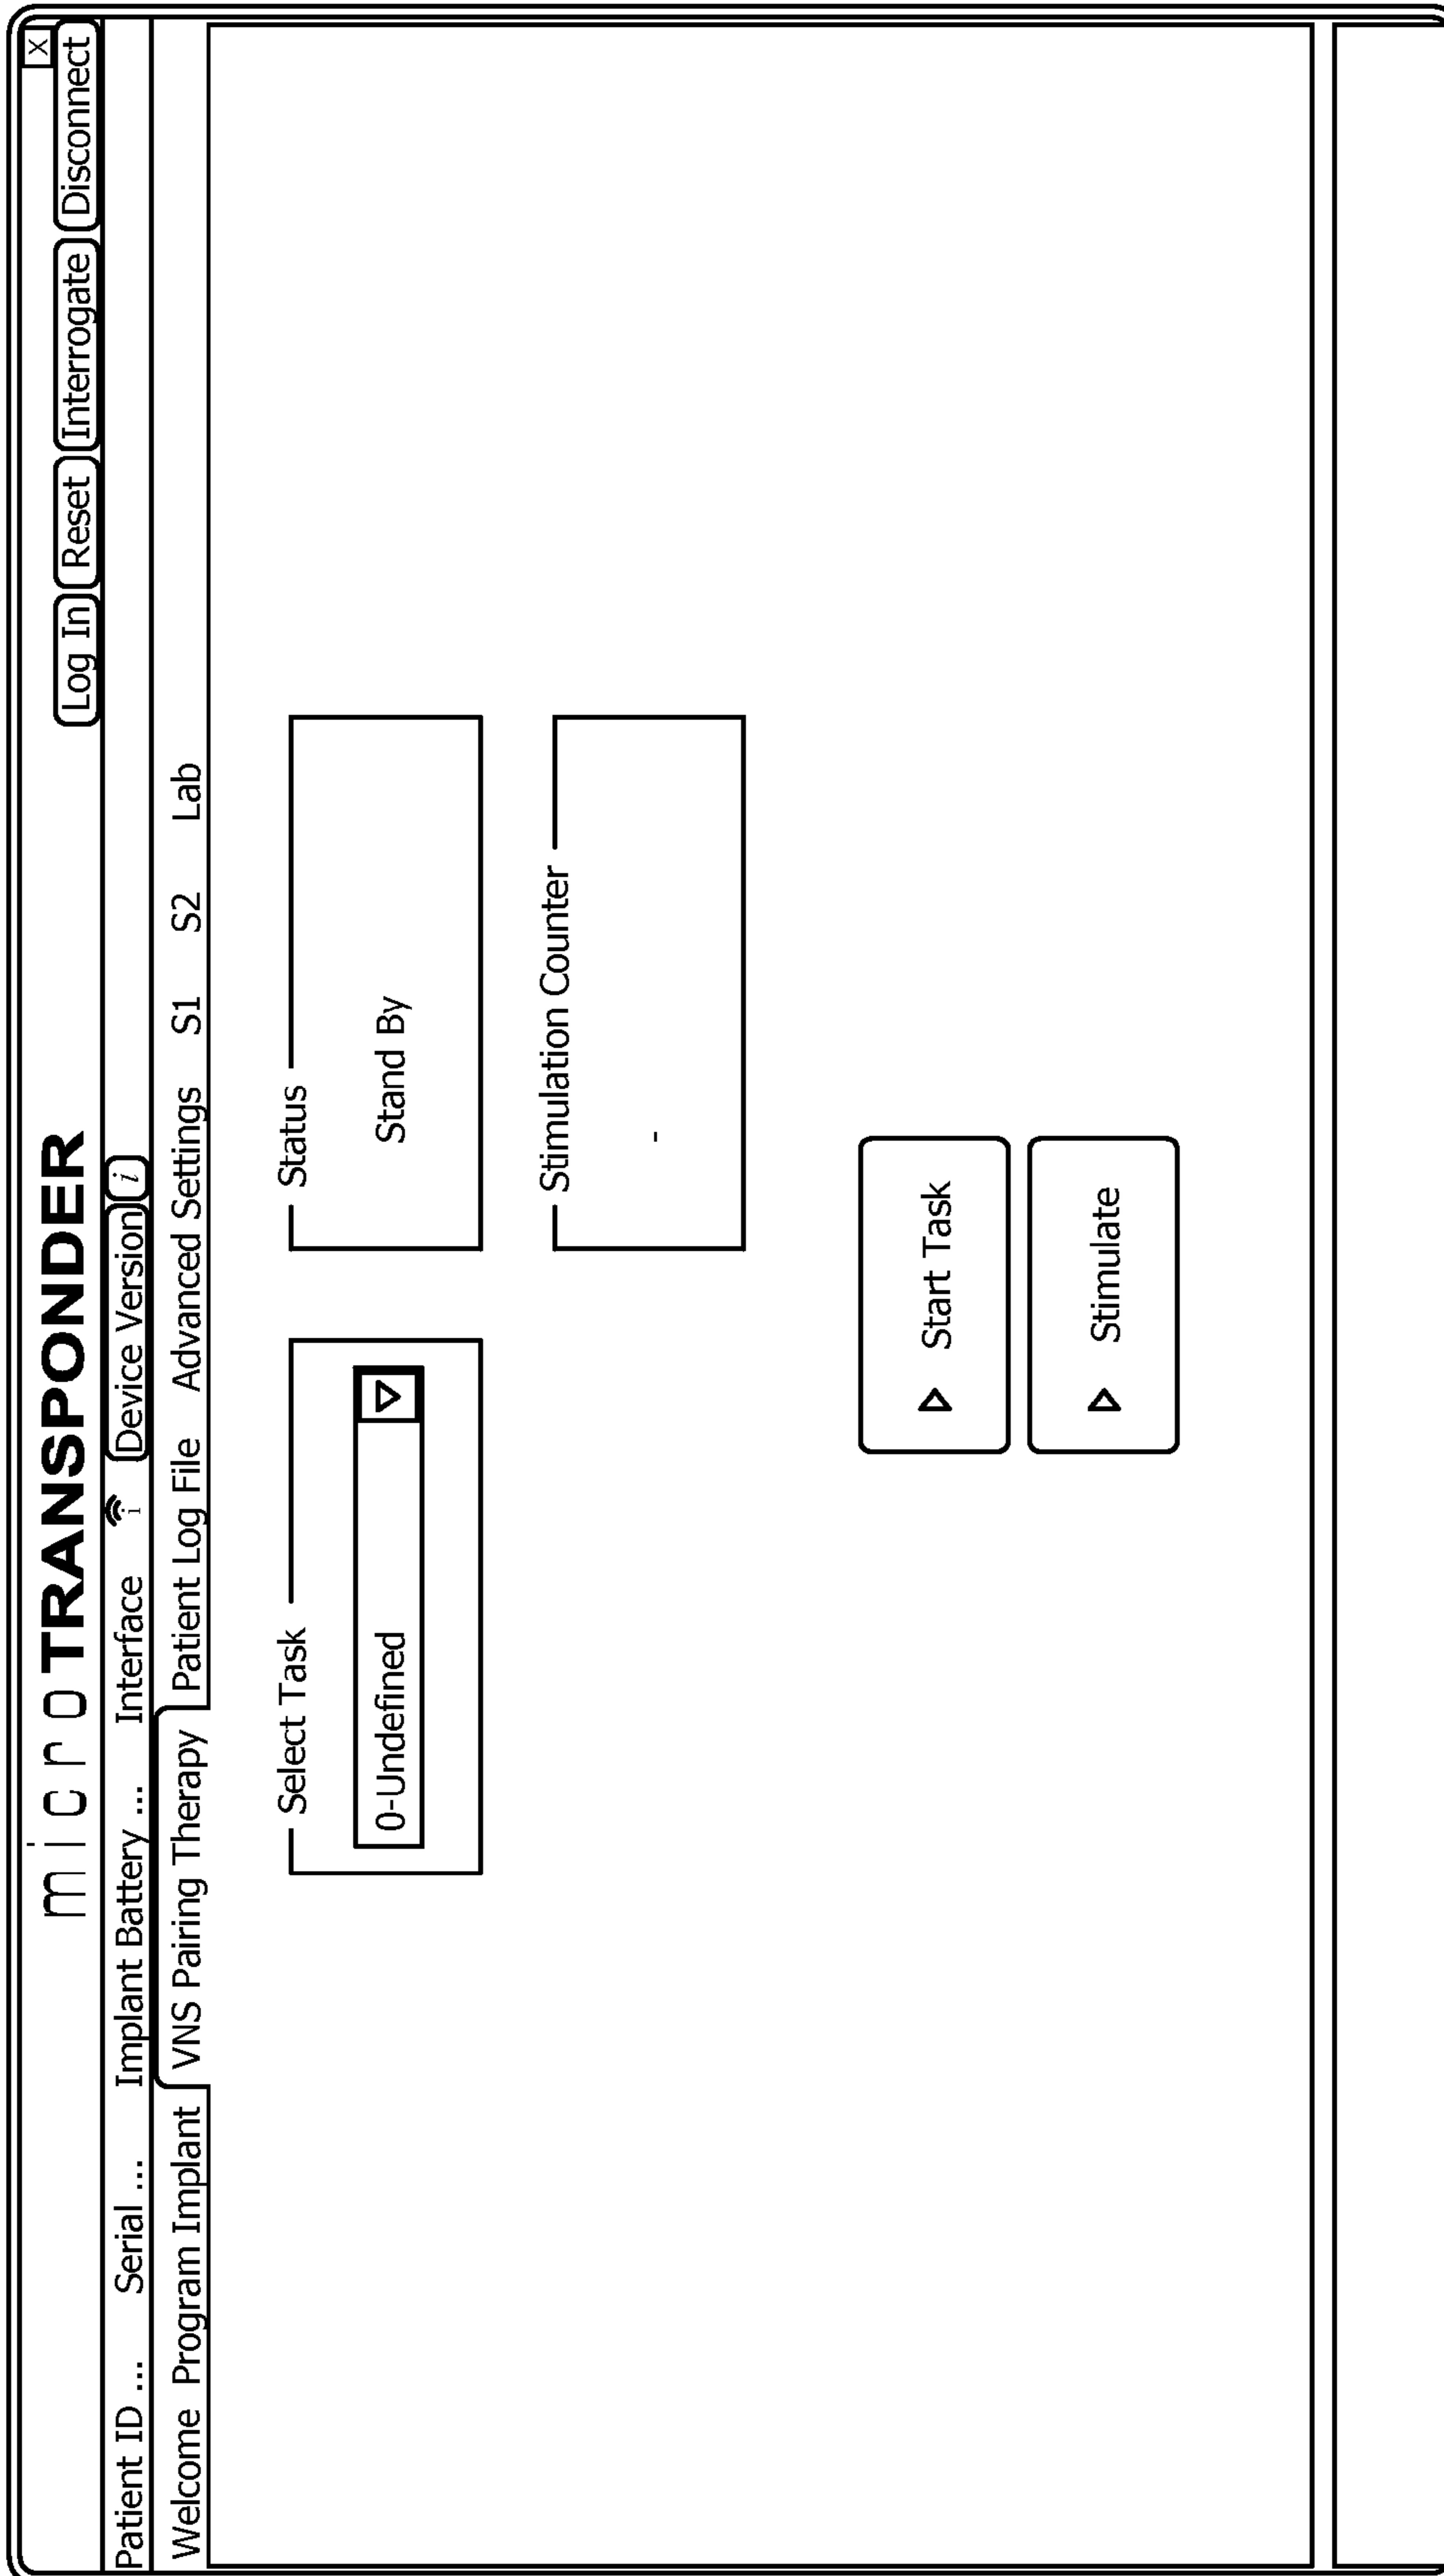 X
microTRANSPONDER
Log In Reset Interrogate Disconnect
Patient ID ... Serial ... Implant Battery ... Interface i Device Version i
Welcome Program Implant VNS Pairing Therapy Patient Log File Advanced Settings S1 S2 Lab
Select Task Status
0-Undefined Stand By
Stimulation Counter
-
Start Task
Stimulate